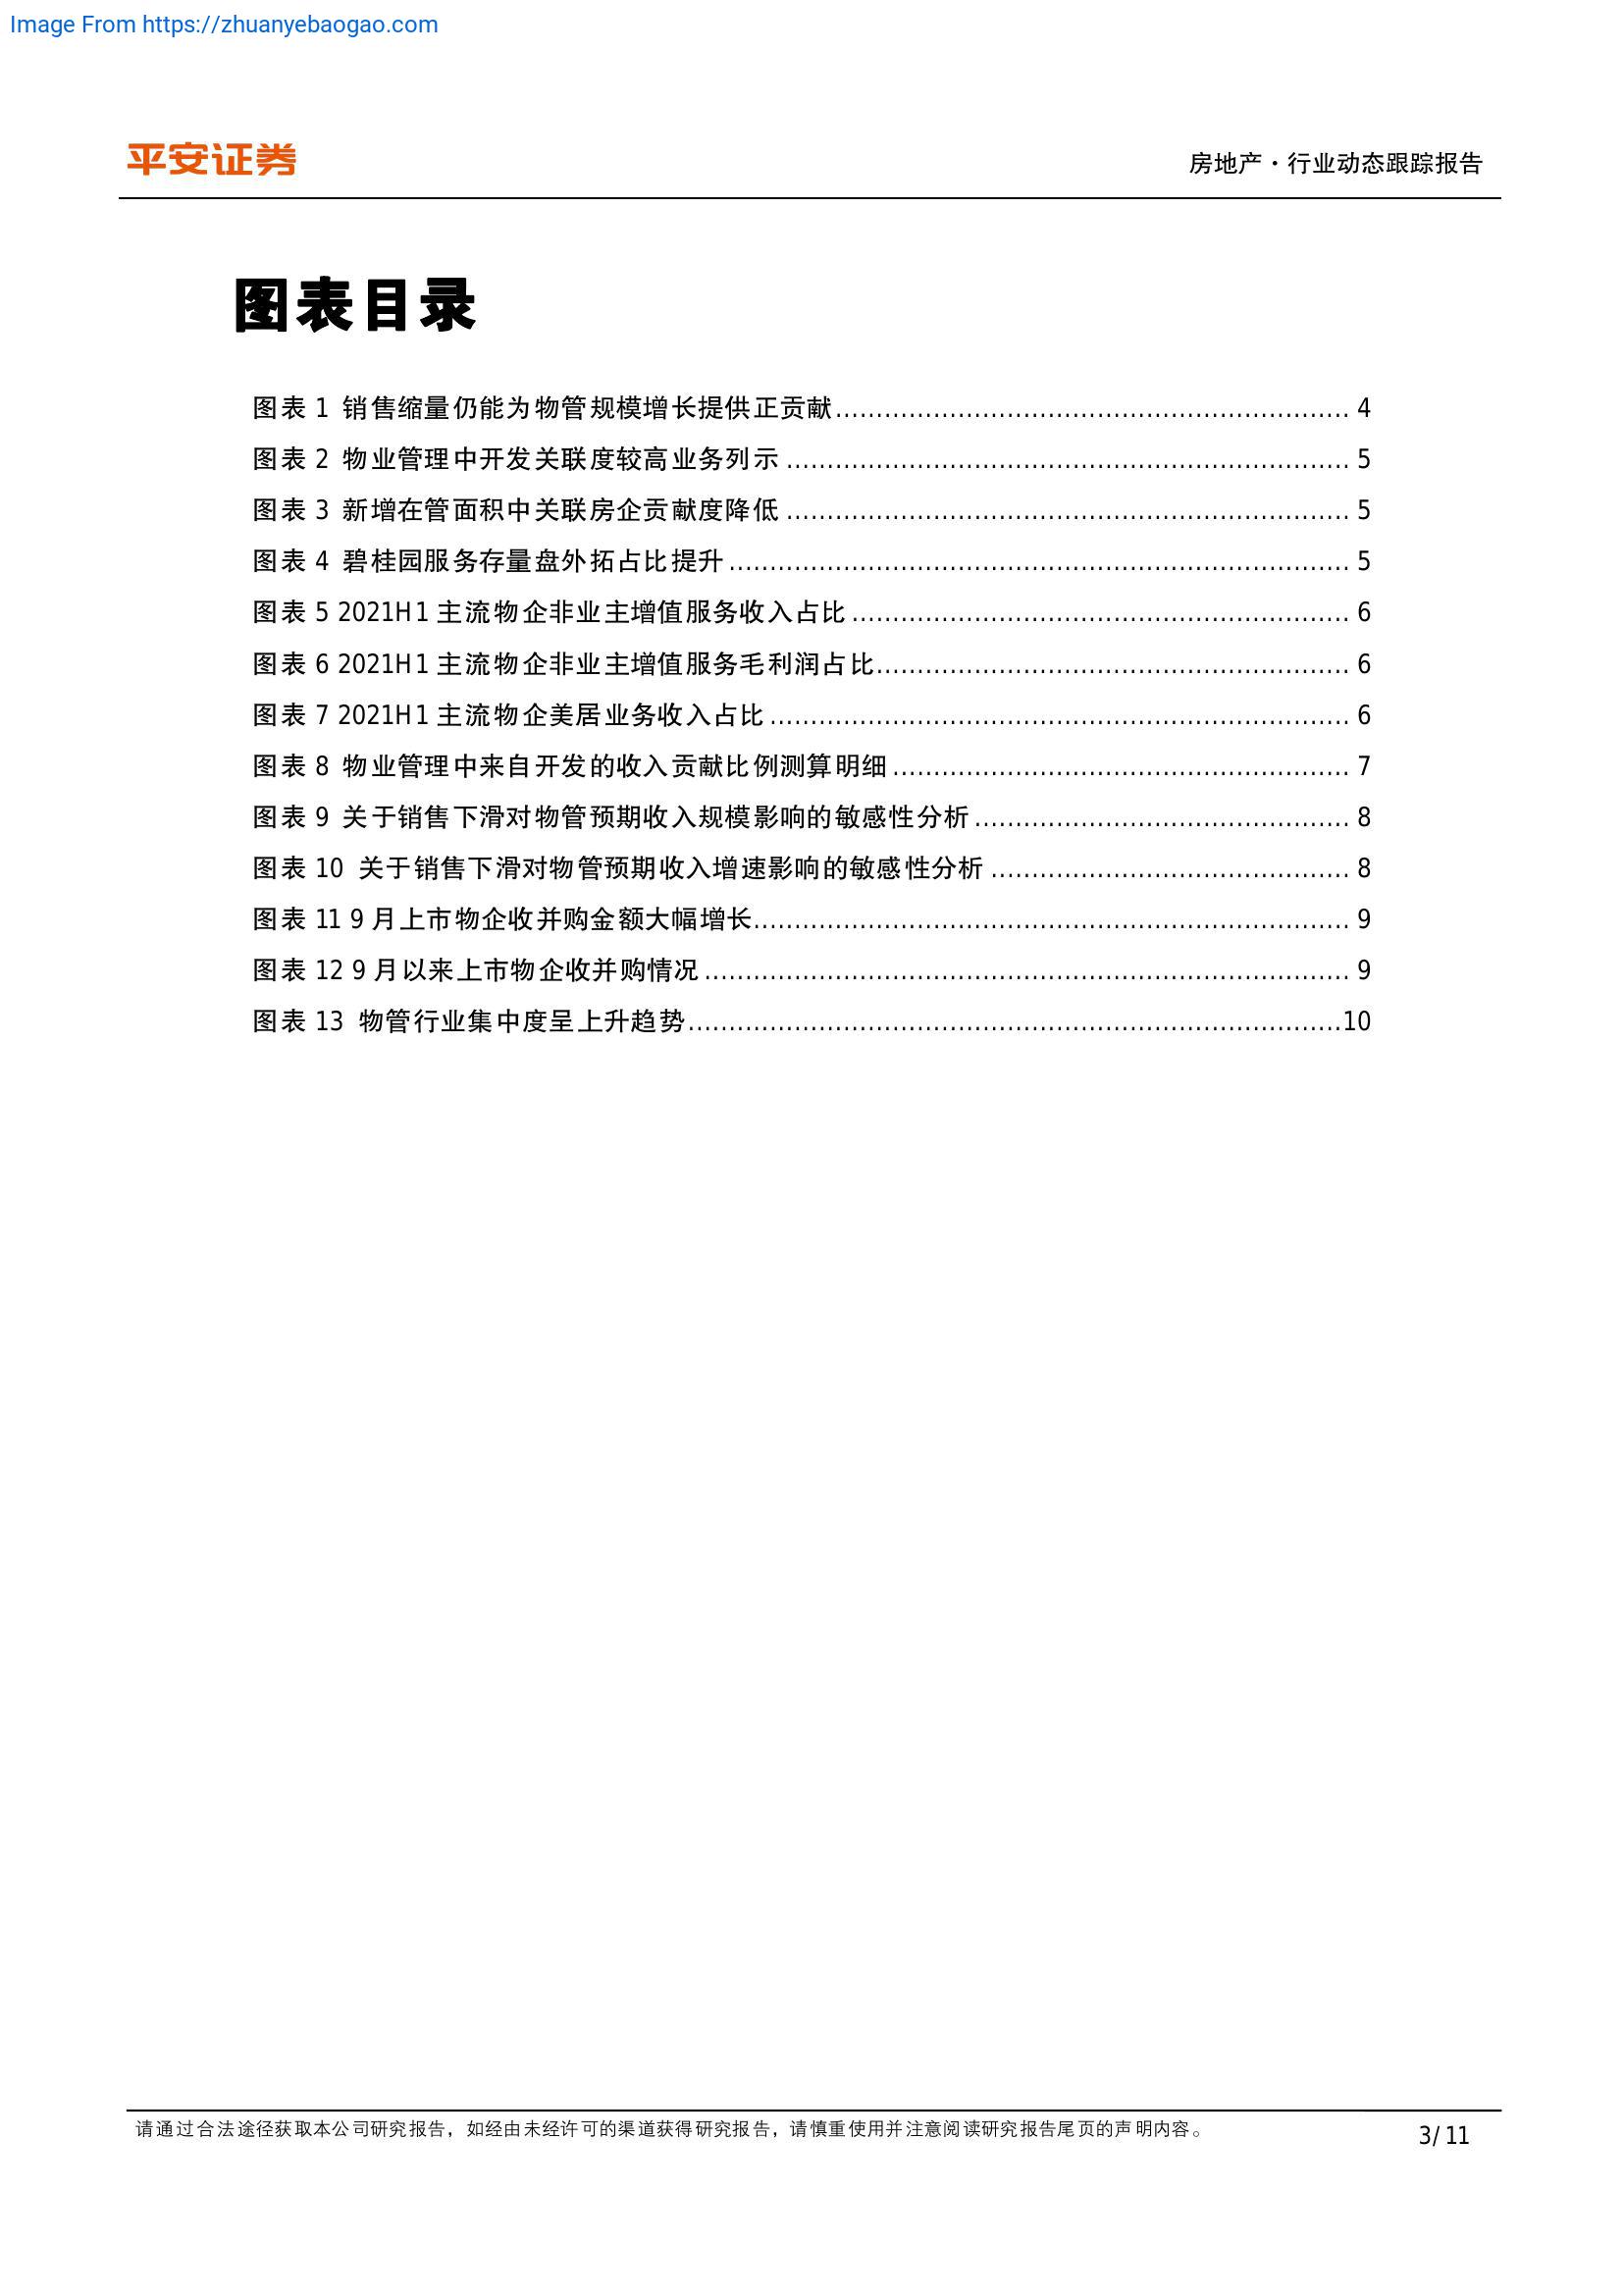 Image From https://zhuanyebaogao.com
平安证券
房地产·行业动态跟踪报告
图表目录
图表 1 销售缩量仍能为物管规模增长提供正贡献 4
图表 2 物业管理中开发关联度较高业务列示 5
图表 3 新增在管面积中关联房企贡献度降低 5
图表 4 碧桂园服务存量盘外拓占比提升 5
图表 5 2021H1 主流物企非业主增值服务收入占比 6
图表 6 2021H1 主流物企非业主增值服务毛利润占比 6
图表 7 2021H1 主流物企美居业务收入占比 6
图表 8 物业管理中来自开发的收入贡献比例测算明细 7
图表 9 关于销售下滑对物管预期收入规模影响的敏感性分析 8
图表 10 关于销售下滑对物管预期收入增速影响的敏感性分析 8
图表 11 9 月上市物企收并购金额大幅增长 9
图表 12 9 月以来上市物企收并购情况 9
图表 13 物管行业集中度呈上升趋势 10
请通过合法途径获取本公司研究报告，如经由未经许可的渠道获得研究报告，请慎重使用并注意阅读研究报告尾页的声明内容。
3/ 11